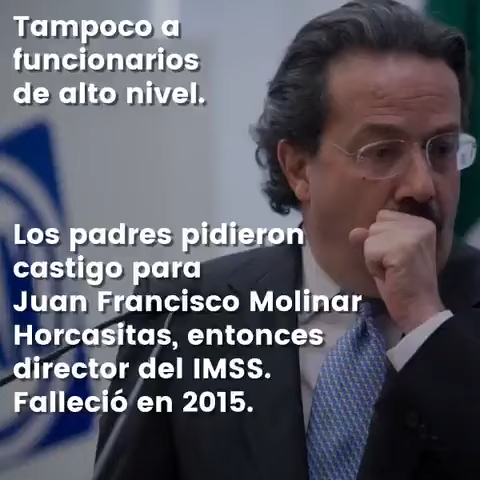 Tampoco a
funcionarios
de alto nivel.
Los padres pidieron
castigo para
Juan Francisco Molinar
Horcasitas, entonces
director del IMSS.
Falleció en 2015.